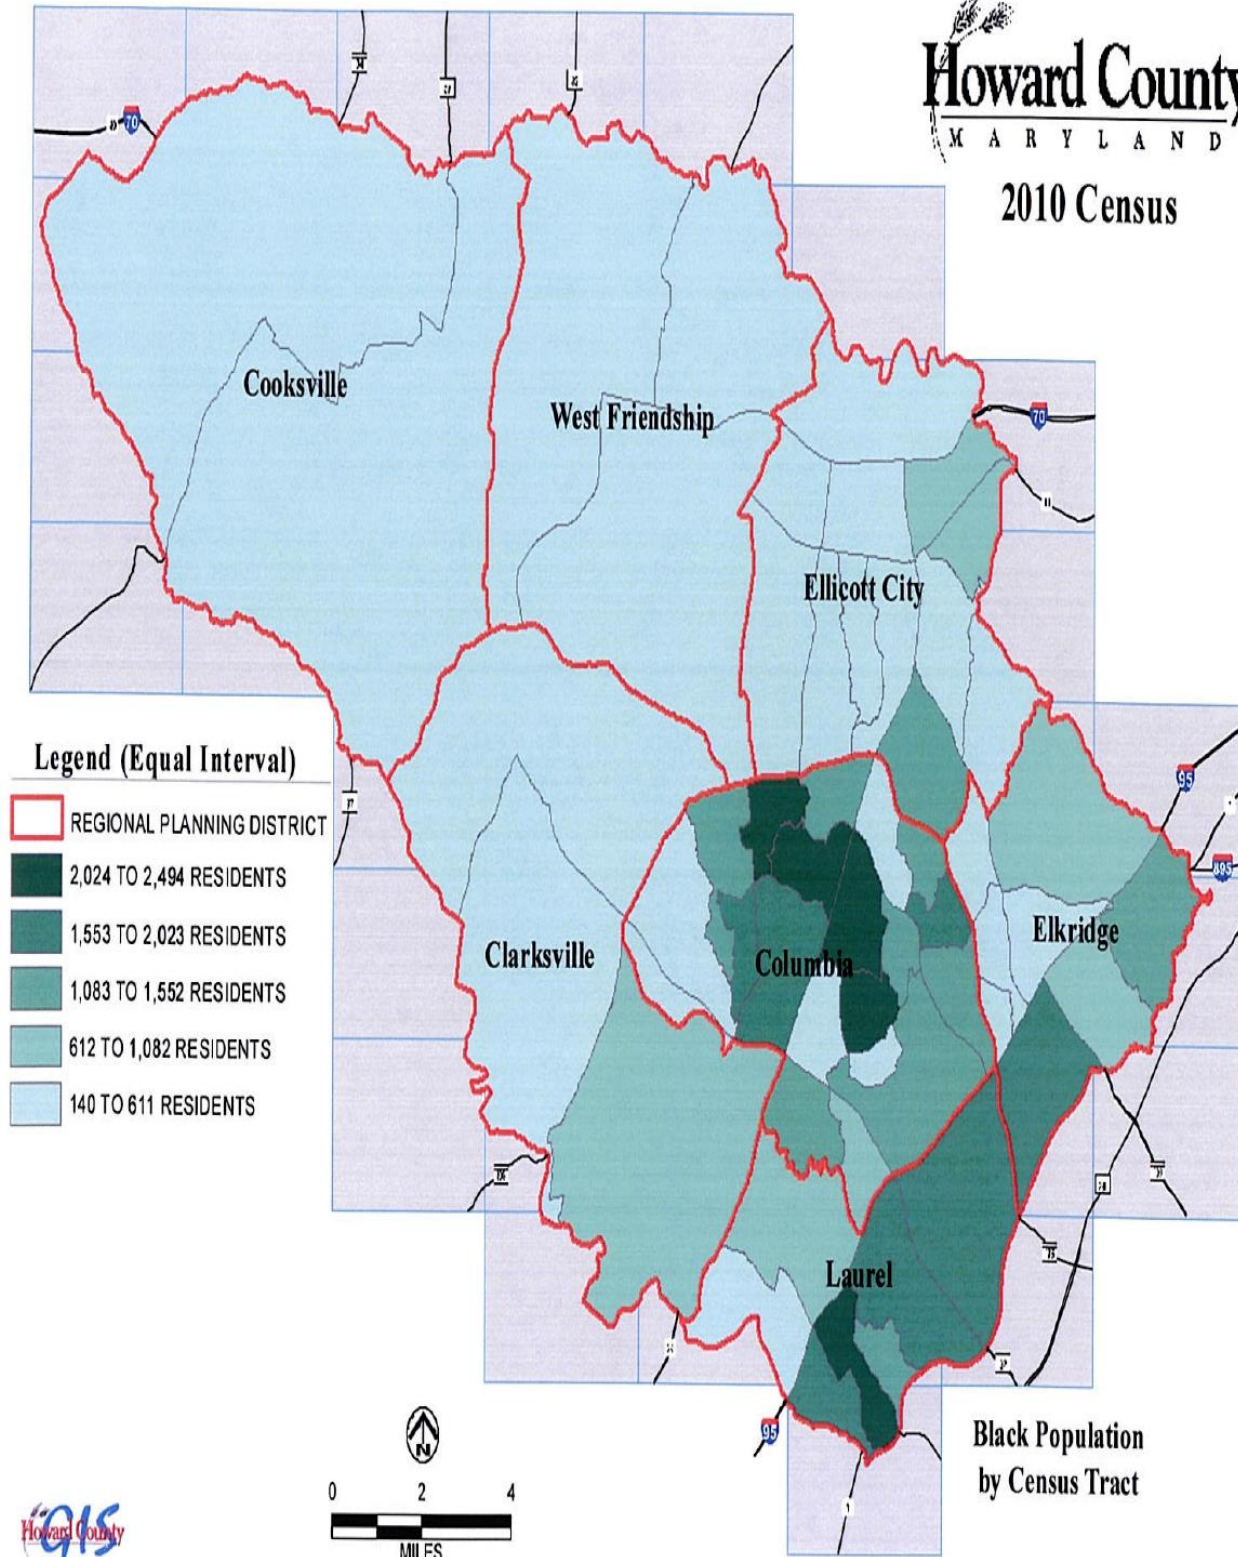 Howard County
MARYLAND
2010 Census
70
70
Cooksville
West Friendship
Ellicott City
Legend (Equal Interval)
REGIONAL PLANNING DISTRICT
2,024 TO 2,494 RESIDENTS
1,553 TO 2,023 RESIDENTS
1,083 TO 1,552 RESIDENTS
612 TO 1,082 RESIDENTS
140 TO 611 RESIDENTS
95
895
Elkridge
Clarksville
Columbia
Laurel
95
1
N
0 2 4
MILES
Black Population
by Census Tract
Howard County
GIS